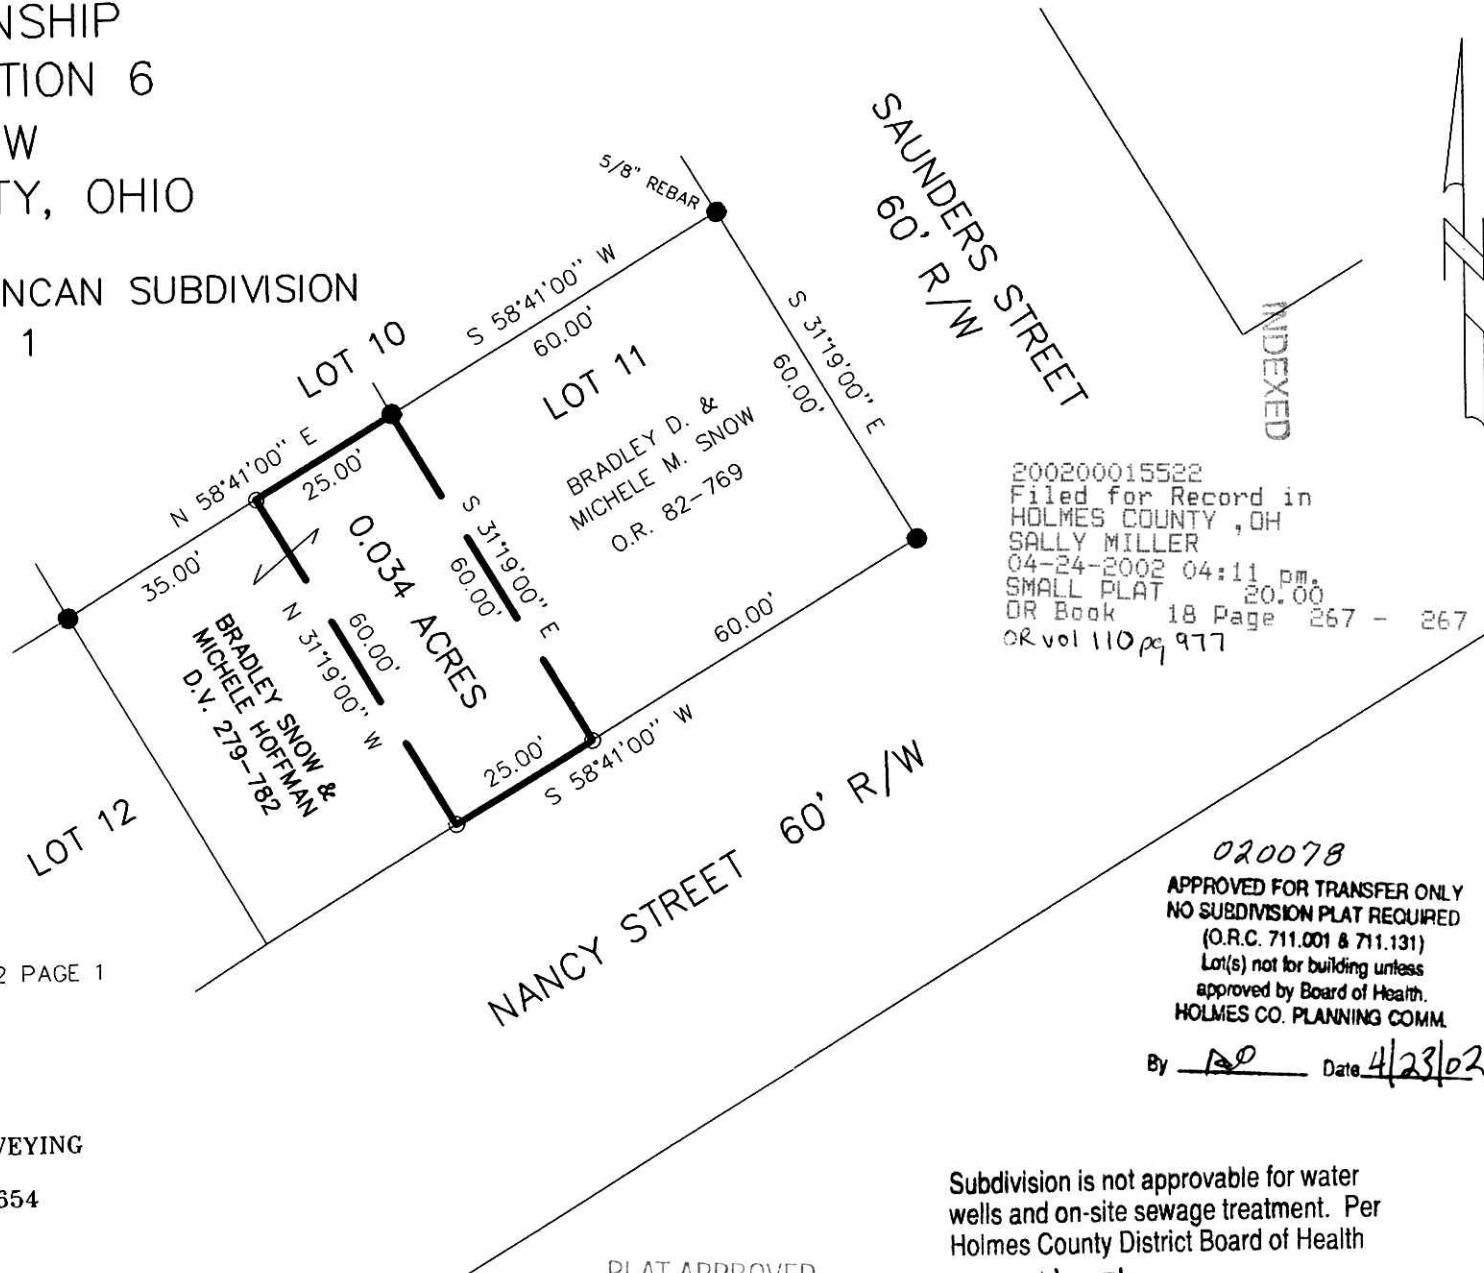 NSHIP
TION 6
W
TY, OHIO
NCAN SUBDIVISION
1
5/8" REBAR
SAUNDERS STREET
60' R/W
INDEXED
LOT 10
S 58°41'00" W
60.00'
LOT 11
S 31°19'00" E
60.00'
BRADLEY D. &
MICHELE M. SNOW
O.R. 82-769
N 58°41'00" E
25.00'
35.00'
0.034 ACRES
S 31°19'00" E
60.00'
N 31°19'00" W
60.00'
BRADLEY SNOW &
MICHELE HOFFMAN
D.V. 279-782
LOT 12
60.00'
25.00'
S 58°41'00" W
NANCY STREET 60' R/W
200200015522
Filed for Record in
HOLMES COUNTY ,OH
SALLY MILLER
04-24-2002 04:11 pm.
SMALL PLAT 20.00
OR Book 18 Page 267 - 267
OR vol 110 pg 977
020078
APPROVED FOR TRANSFER ONLY
NO SUBDIVISION PLAT REQUIRED
(O.R.C. 711.001 & 711.131)
Lot(s) not for building unless
approved by Board of Health.
HOLMES CO. PLANNING COMM.
By Date 4/23/02
2 PAGE 1
VEYING
654
Subdivision is not approvable for water
wells and on-site sewage treatment. Per
Holmes County District Board of Health
PLAT APPROVED